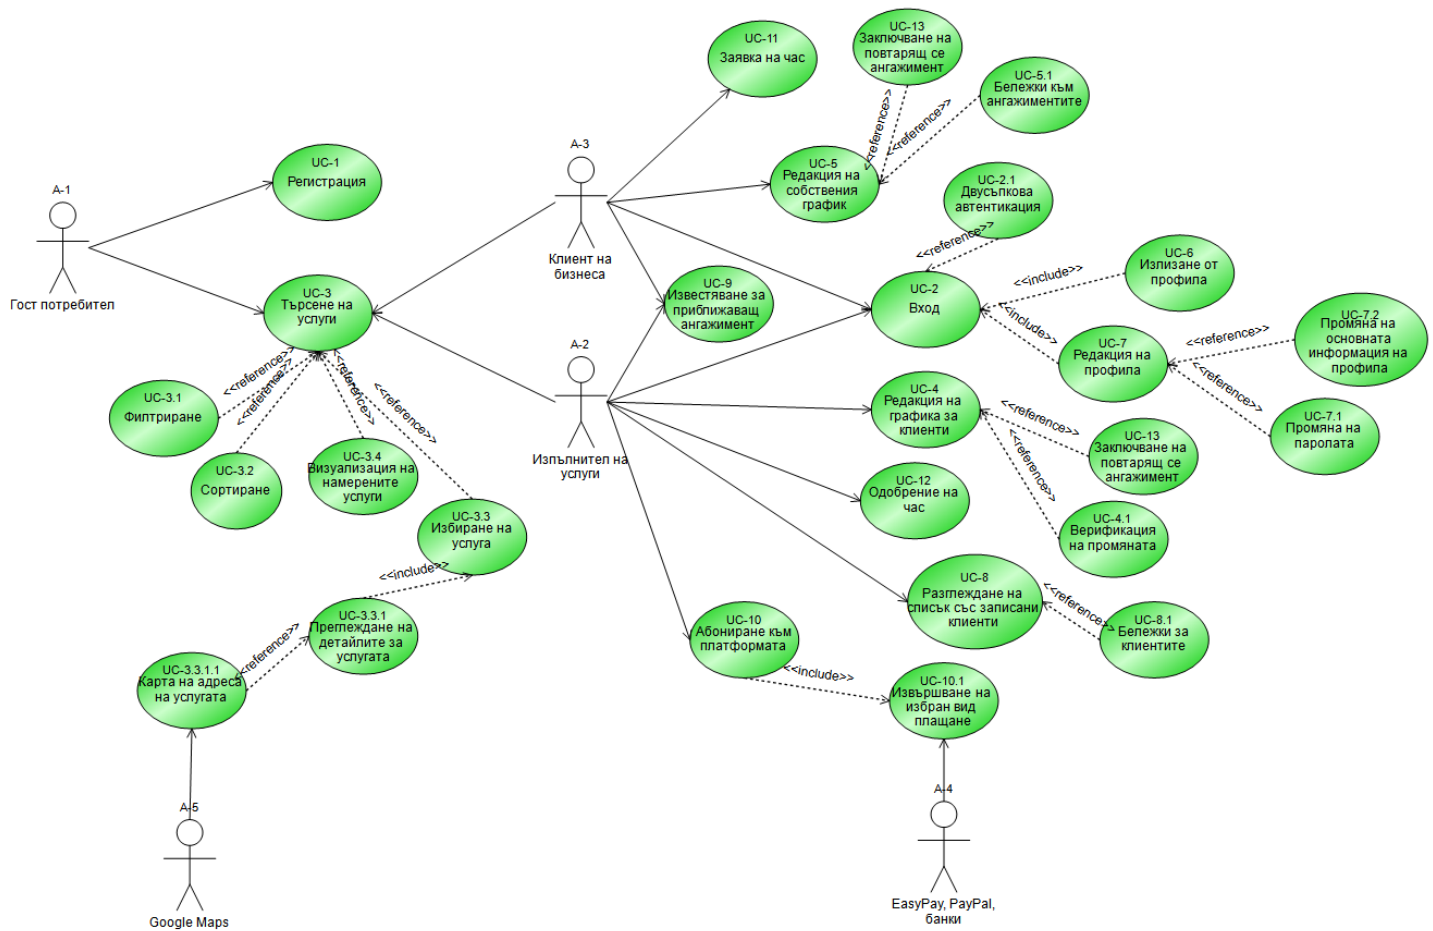 UC-13
Заключване на
повтарящ се
ангажимент
UC-11
Заявка на час
UC-5.1
Бележки към
ангажиментите
<<reference>>
<<reference>>
A-3
Клиент на
бизнеса
UC-1
Регистрация
UC-5
Редакция на
собствения
график
A-1
Гост потребител
UC-2.1
Двусъпкова
автентикация
<<reference>>
UC-6
Излизане от
профила
<<include>>
UC-3
Търсене на
услуги
UC-9
Известяване за
приближаващ
ангажимент
UC-2
Вход
<<include>>
UC-7
Редакция на
профила
<<reference>>
UC-7.2
Промяна на
основната
информация на
профила
<<reference>>
UC-7.1
Промяна на
паролата
A-2
Изпълнител на
услуги
<<reference>>
<<reference>>
<<reference>>
<<reference>>
UC-3.1
Филтриране
UC-3.2
Сортиране
UC-3.4
Визуализация на
намерените
услуги
UC-4
Редакция на
графика за
клиенти
<<reference>>
<<reference>>
UC-13
Заключване на
повтарящ се
ангажимент
UC-12
Одобрение на
час
UC-3.3
Избиране на
услуга
UC-4.1
Верификация
на промяната
<<include>>
UC-8
Разглеждане на
списък със записани
клиенти
<<reference>>
UC-8.1
Бележки за
клиентите
UC-3.3.1
Преглеждане на
детайлите за
услугата
<<reference>>
UC-10
Абониране към
платформата
<<include>>
UC-3.3.1.1
Карта на адреса
на услугата
UC-10.1
Извършване на
избран вид
плащане
A-5
Google Maps
A-4
EasyPay, PayPal,
банки